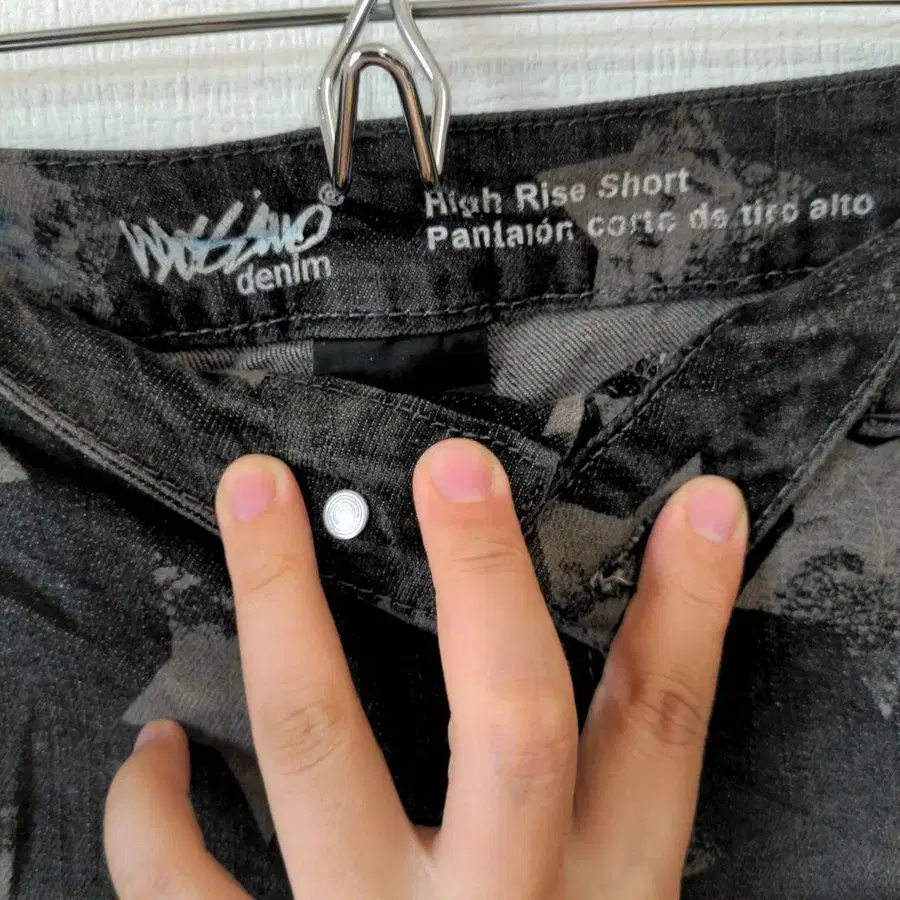 Mossimo®
denim
High Rise Short
Pantalón corto de tiro alto